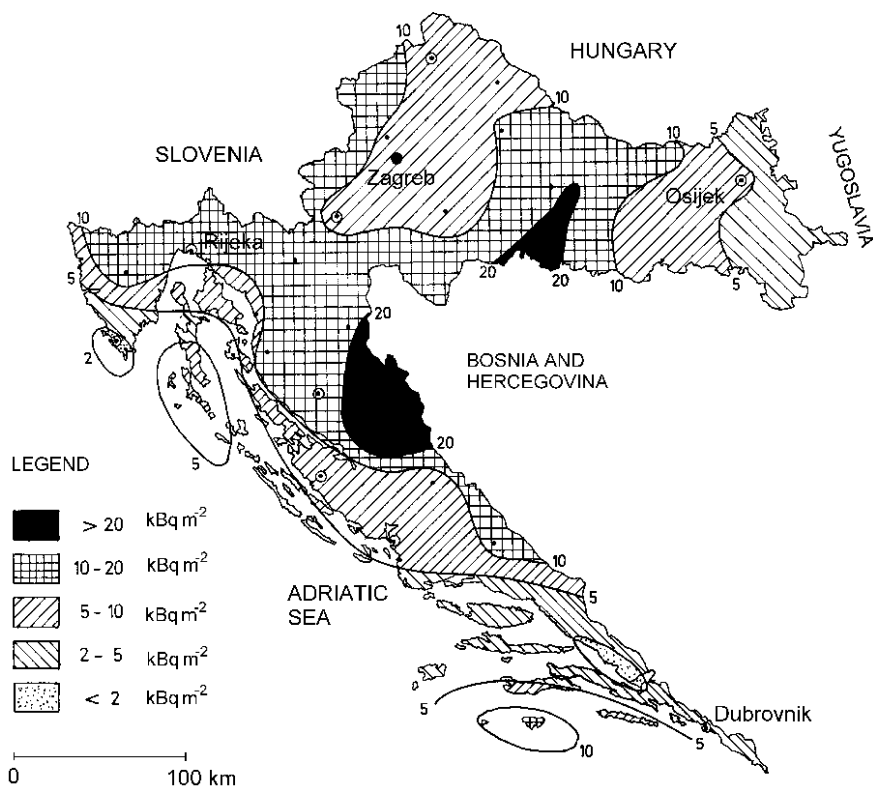 10
HUNGARY
10
SLOVENIA
Zagreb
10
5
YUGOSLAVIA
Osijek
10
Rijeka
5
20
20
10
5
20
2
BOSNIA AND
HERCEGOVINA
20
5
10
5
ADRIATIC
SEA
LEGEND
> 20 kBq m-2
10 - 20 kBq m-2
5 - 10 kBq m-2
2 - 5 kBq m-2
< 2 kBq m-2
5
Dubrovnik
5
10
0 100 km